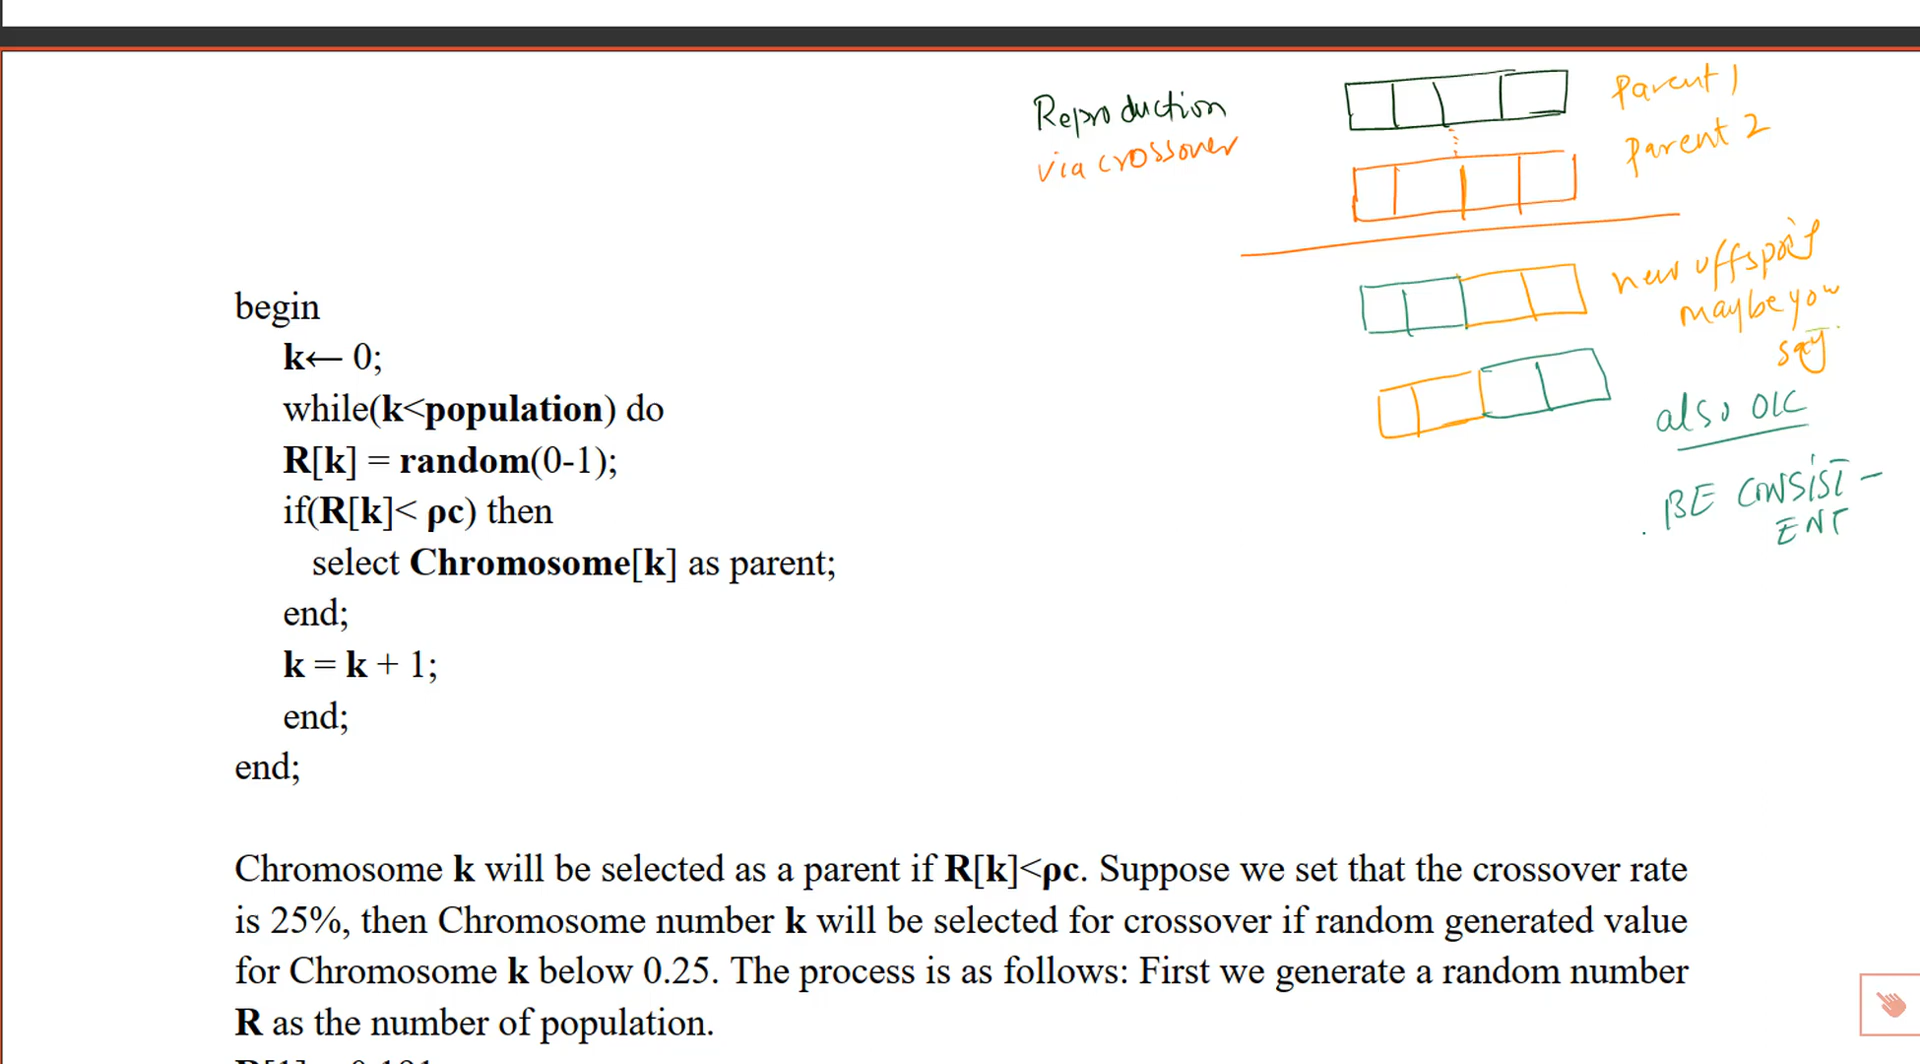 Reproduction
via crossover
Parent 1
Parent 2
new offspri
maybe you
say
also OK
BE CONSIST-
ENT
begin
k← 0;
while(k<population) do
R[k] = random(0-1);
if(R[k]< ρc) then
select Chromosome[k] as parent;
end;
k = k + 1;
end;
end;
Chromosome k will be selected as a parent if R[k]<ρc. Suppose we set that the crossover rate
is 25%, then Chromosome number k will be selected for crossover if random generated value
for Chromosome k below 0.25. The process is as follows: First we generate a random number
R as the number of population.